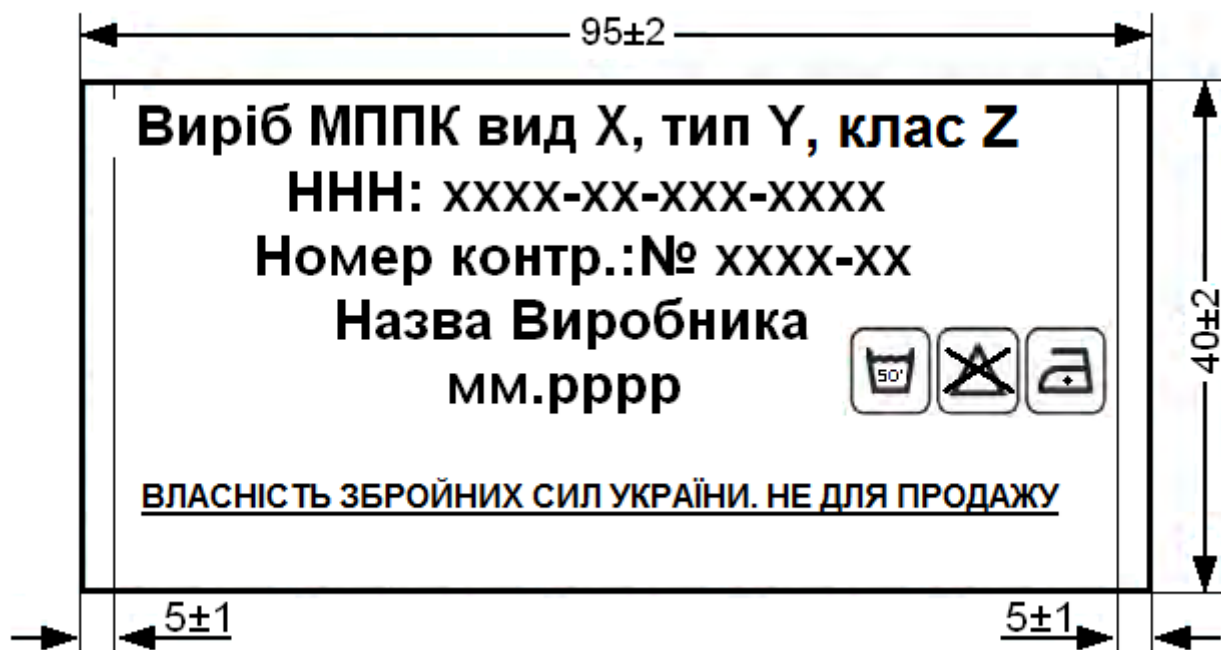 95±2
Виріб МППК вид X, тип Y, клас Z
ННН: xxxx-xx-xxx-xxxx
Номер контр.:№ xxxx-xx
Назва Виробника
мм.рррр
50'
ВЛАСНІСТЬ ЗБРОЙНИХ СИЛ УКРАЇНИ. НЕ ДЛЯ ПРОДАЖУ
40±2
5±1
5±1